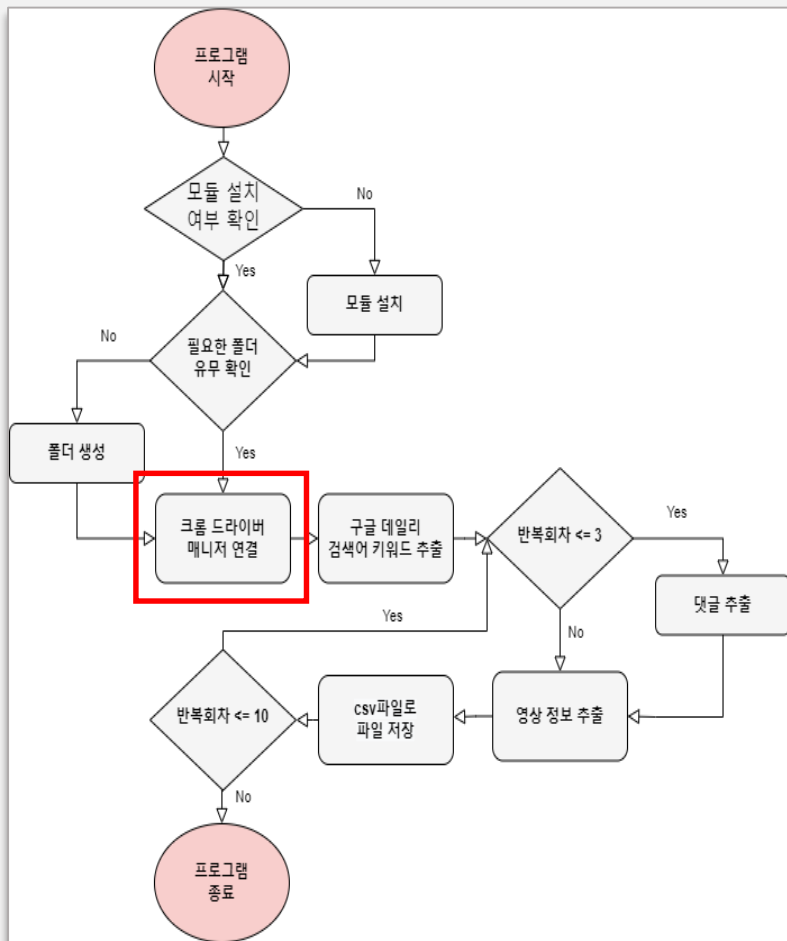 프로그램
시작
모듈 설치
여부 확인
No
Yes
모듈 설치
필요한 폴더
유무 확인
No
Yes
폴더 생성
크롬 드라이버
매니저 연결
구글 데일리
검색어 키워드 추출
반복회차 <= 3
Yes
No
댓글 추출
영상 정보 추출
csv파일로
파일 저장
반복회차 <= 10
Yes
No
프로그램
종료